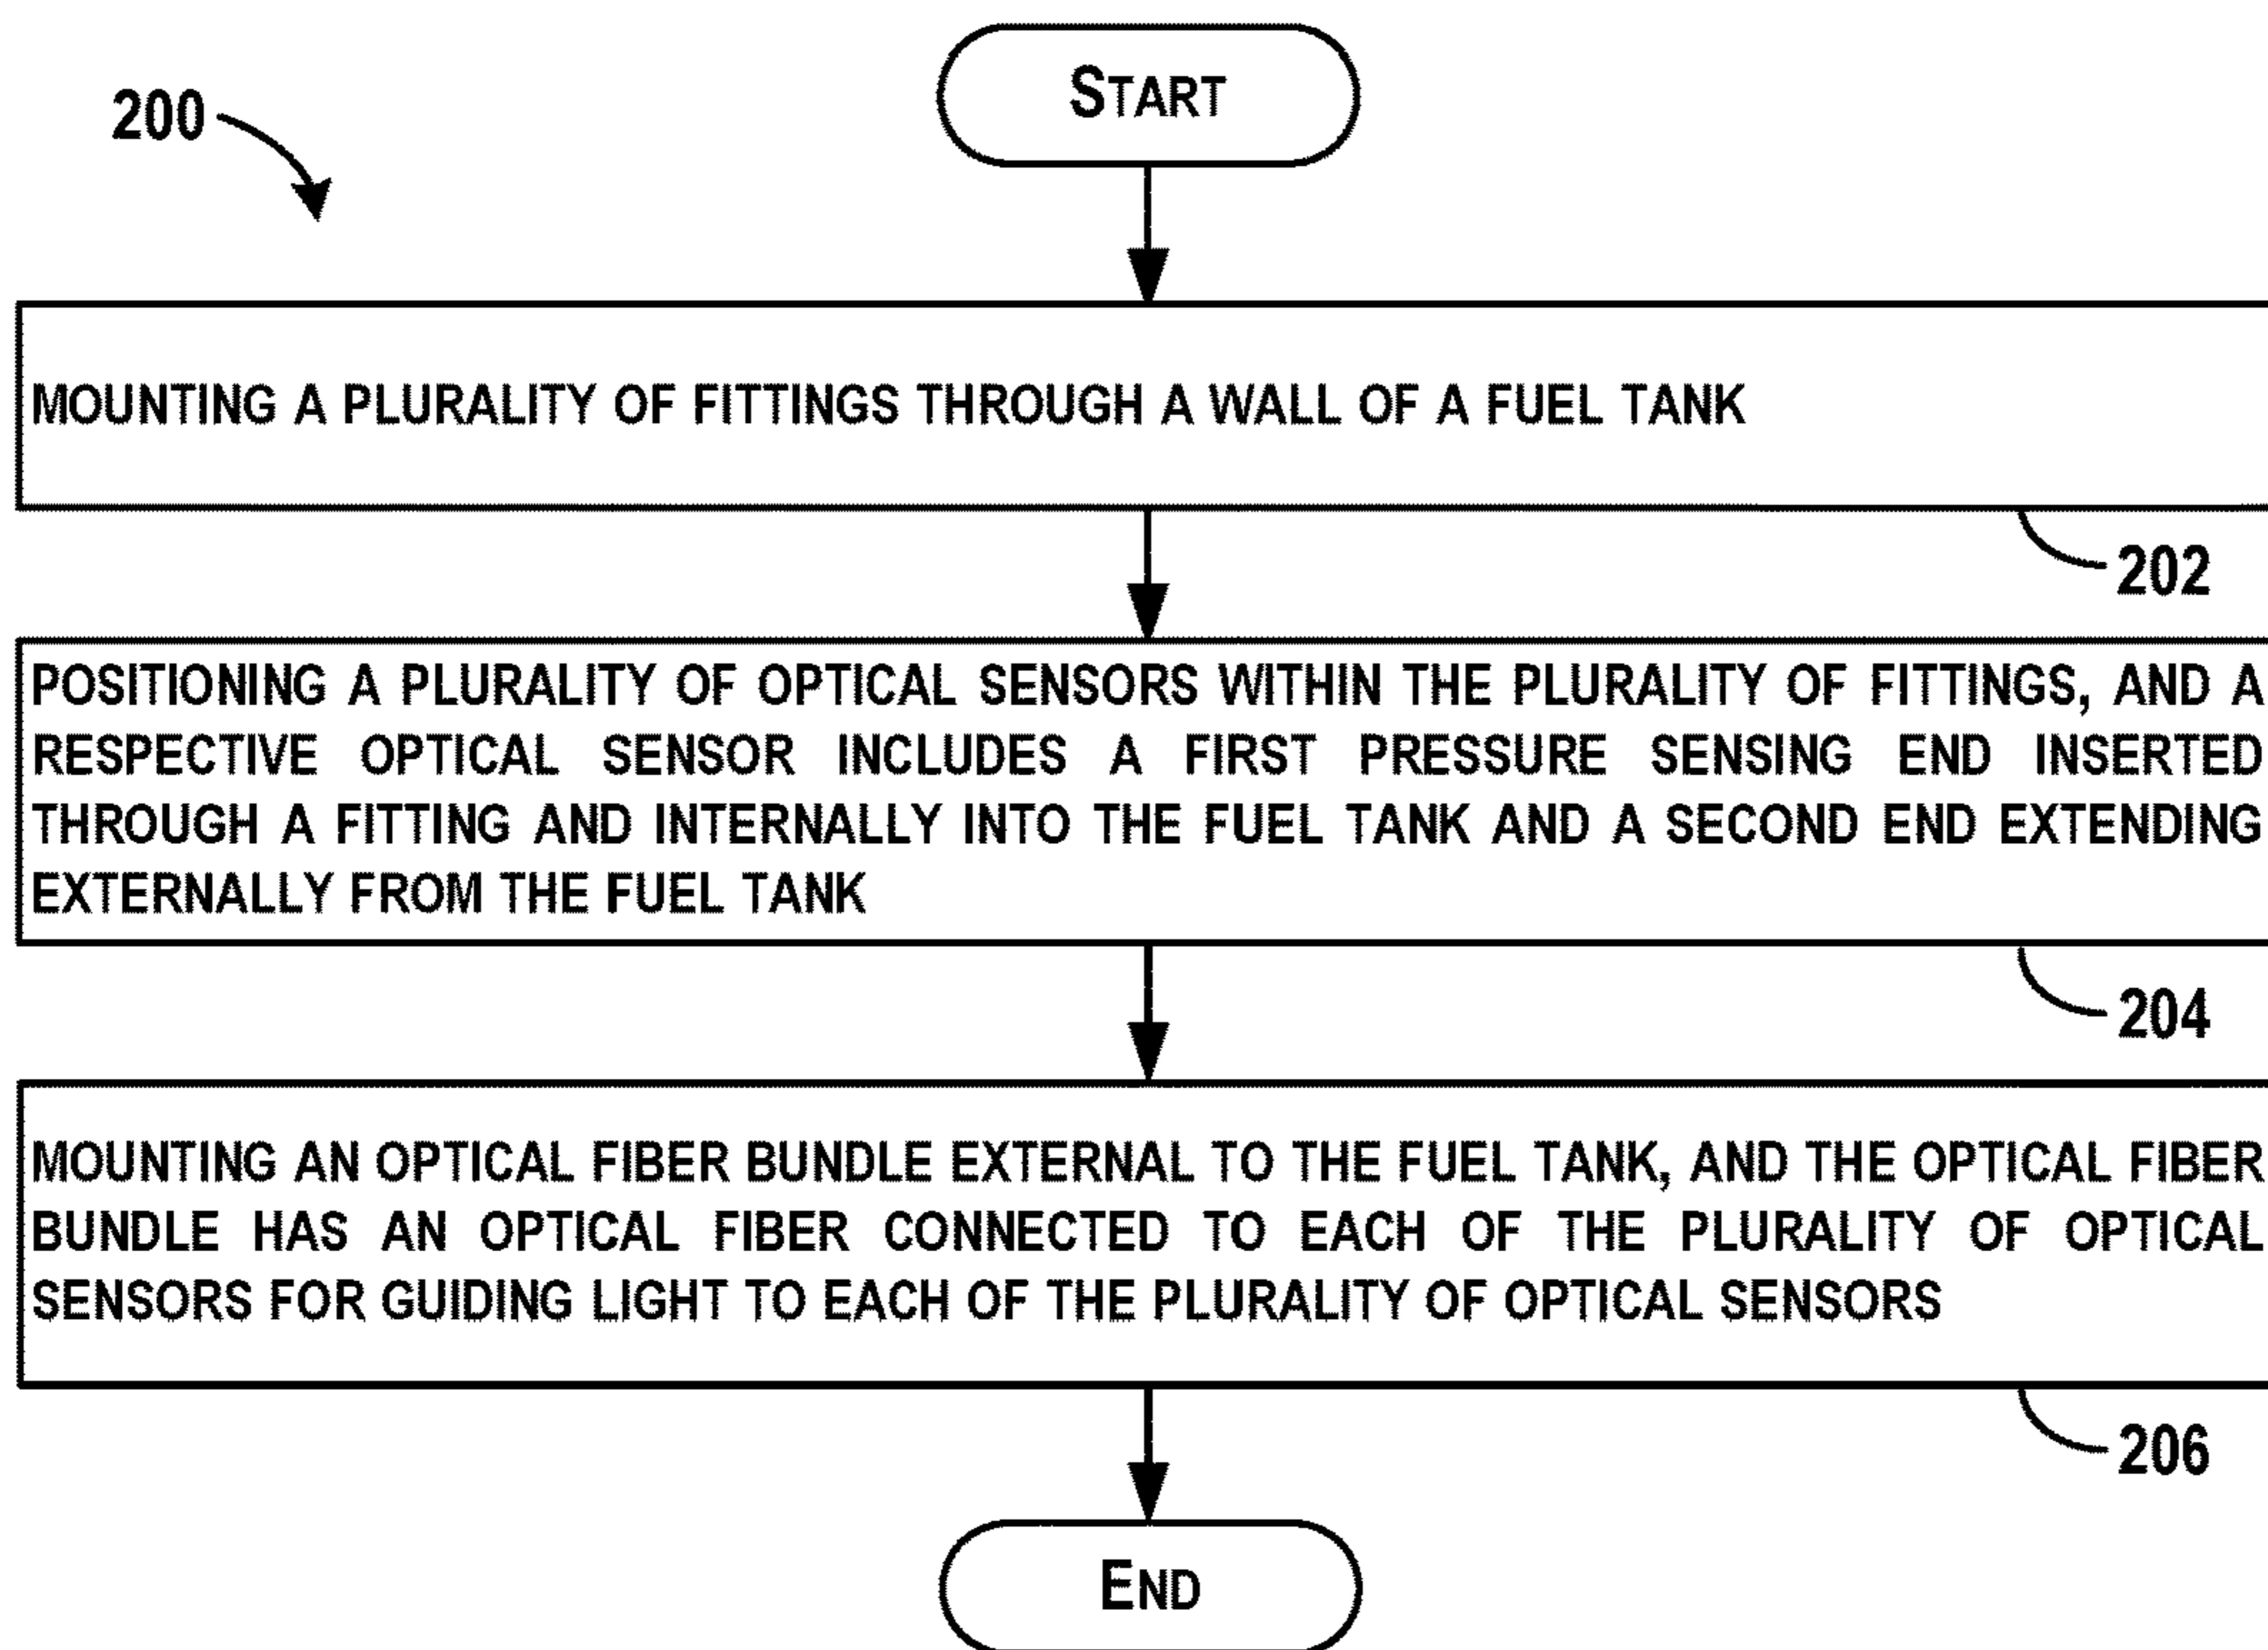 START
200
MOUNTING A PLURALITY OF FITTINGS THROUGH A WALL OF A FUEL TANK
202
POSITIONING A PLURALITY OF OPTICAL SENSORS WITHIN THE PLURALITY OF FITTINGS, AND A
RESPECTIVE OPTICAL SENSOR INCLUDES A FIRST PRESSURE SENSING END INSERTED
THROUGH A FITTING AND INTERNALLY INTO THE FUEL TANK AND A SECOND END EXTENDING
EXTERNALLY FROM THE FUEL TANK
204
MOUNTING AN OPTICAL FIBER BUNDLE EXTERNAL TO THE FUEL TANK, AND THE OPTICAL FIBER
BUNDLE HAS AN OPTICAL FIBER CONNECTED TO EACH OF THE PLURALITY OF OPTICAL
SENSORS FOR GUIDING LIGHT TO EACH OF THE PLURALITY OF OPTICAL SENSORS
206
END